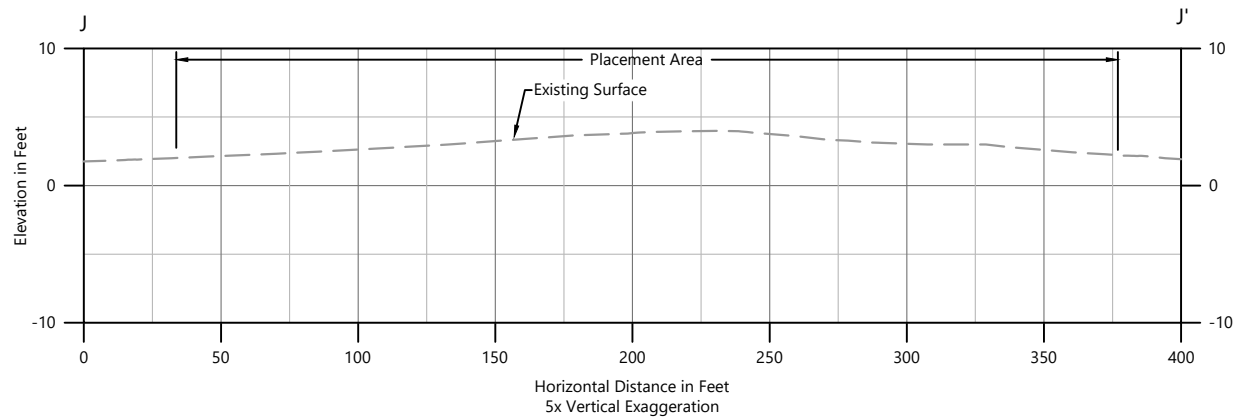 J
J'
10
10
Placement Area
Existing Surface
Elevation in Feet
0
0
-10
-10
0
50
100
150
200
250
300
350
400
Horizontal Distance in Feet
5x Vertical Exaggeration